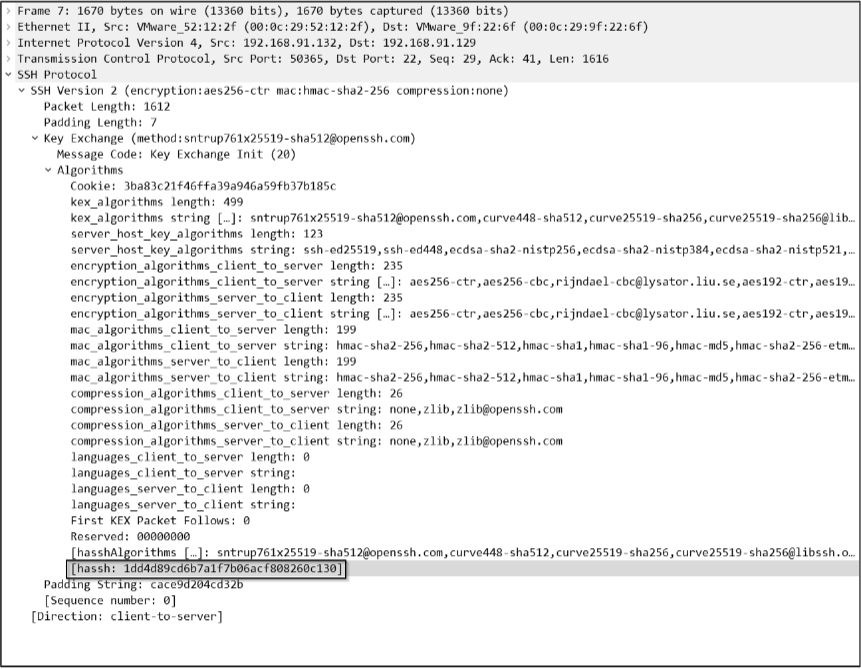 Frame 7: 1670 bytes on wire (13360 bits), 1670 bytes captured (13360 bits)
Ethernet II, Src: VMware_52:12:2f (00:0c:29:52:12:2f), Dst: VMware_9f:22:6f (00:0c:29:9f:22:6f)
Internet Protocol Version 4, Src: 192.168.91.132, Dst: 192.168.91.129
Transmission Control Protocol, Src Port: 50365, Dst Port: 22, Seq: 29, Ack: 41, Len: 1616
SSH Protocol
SSH Version 2 (encryption:aes256-ctr mac:hmac-sha2-256 compression:none)
Packet Length: 1612
Padding Length: 7
Key Exchange (method:sntrup761x25519-sha512@openssh.com)
Message Code: Key Exchange Init (20)
Algorithms
Cookie: 3ba83c21f46ffa39a946a59fb37b185c
kex_algorithms length: 499
kex_algorithms string […]: sntrup761x25519-sha512@openssh.com,curve448-sha512,curve25519-sha256,curve25519-sha256@lib…
server_host_key_algorithms length: 123
server_host_key_algorithms string: ssh-ed25519,ssh-ed448,ecdsa-sha2-nistp256,ecdsa-sha2-nistp384,ecdsa-sha2-nistp521,…
encryption_algorithms_client_to_server length: 235
encryption_algorithms_client_to_server string […]: aes256-ctr,aes256-cbc,rijndael-cbc@lysator.liu.se,aes192-ctr,aes19…
encryption_algorithms_server_to_client length: 235
encryption_algorithms_server_to_client string […]: aes256-ctr,aes256-cbc,rijndael-cbc@lysator.liu.se,aes192-ctr,aes19…
mac_algorithms_client_to_server length: 199
mac_algorithms_client_to_server string: hmac-sha2-256,hmac-sha2-512,hmac-sha1,hmac-sha1-96,hmac-md5,hmac-sha2-256-etm…
mac_algorithms_server_to_client length: 199
mac_algorithms_server_to_client string: hmac-sha2-256,hmac-sha2-512,hmac-sha1,hmac-sha1-96,hmac-md5,hmac-sha2-256-etm…
compression_algorithms_client_to_server length: 26
compression_algorithms_client_to_server string: none,zlib,zlib@openssh.com
compression_algorithms_server_to_client length: 26
compression_algorithms_server_to_client string: none,zlib,zlib@openssh.com
languages_client_to_server length: 0
languages_client_to_server string:
languages_server_to_client length: 0
languages_server_to_client string:
First KEX Packet Follows: 0
Reserved: 00000000
[hasshAlgorithms […]: sntrup761x25519-sha512@openssh.com,curve448-sha512,curve25519-sha256,curve25519-sha256@libssh.o…
[hassh: 1dd4d89cd6b7a1f7b06acf808260c130]
Padding String: cace9d204cd32b
[Sequence number: 0]
[Direction: client-to-server]